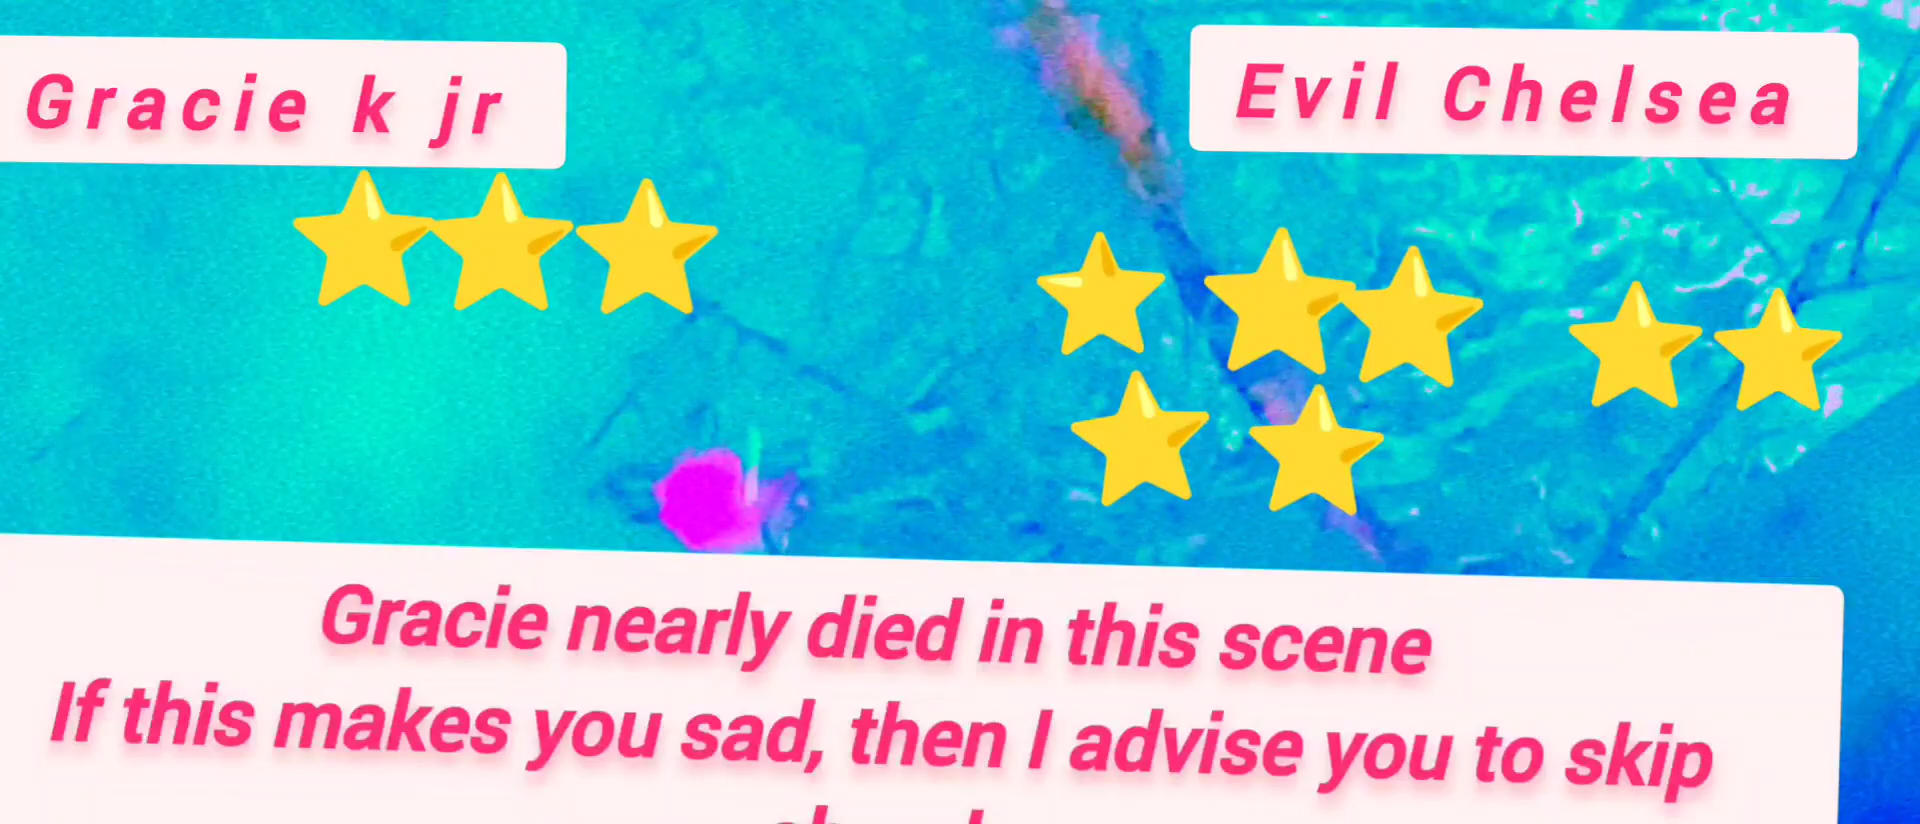 Gracie k jr
Evil Chelsea
Gracie nearly died in this scene
If this makes you sad, then I advise you to skip